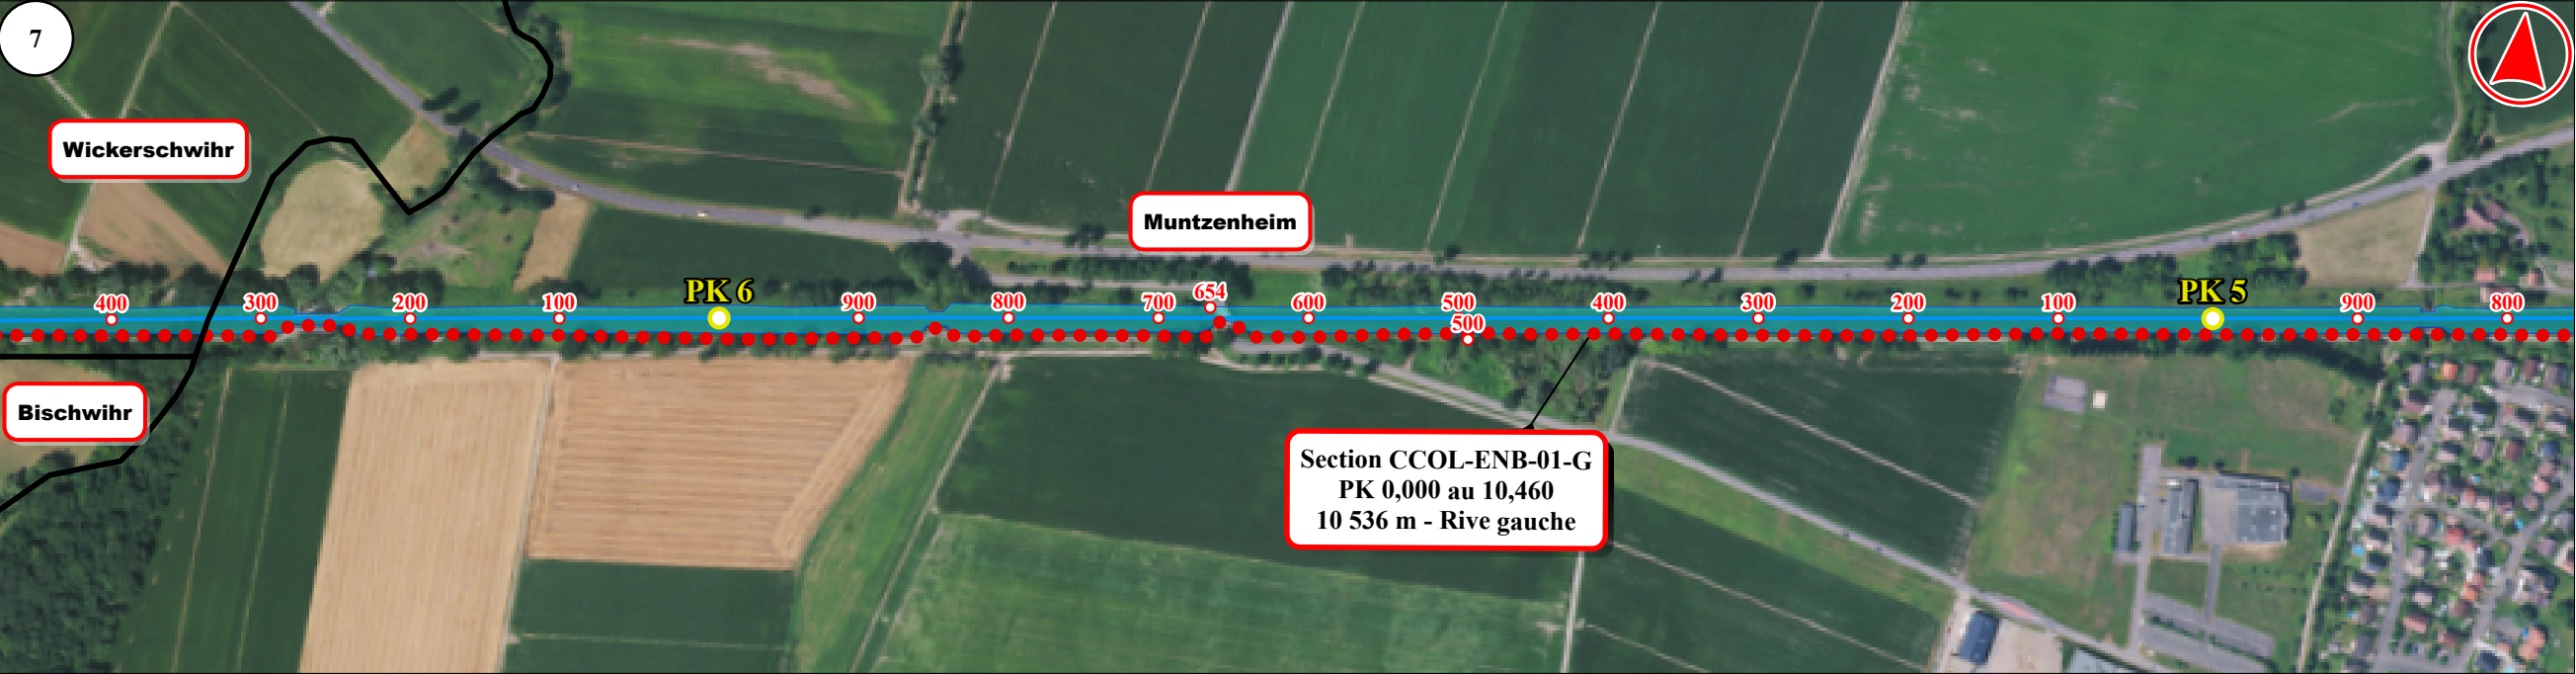 7
Wickerschwihr
Muntzenheim
400 300 200 100 PK 6 900 800 700 654 600 500 400 300 200 100 PK 5 900 800
500
Bischwihr
Section CCOL-ENB-01-G
PK 0,000 au 10,460
10 536 m - Rive gauche